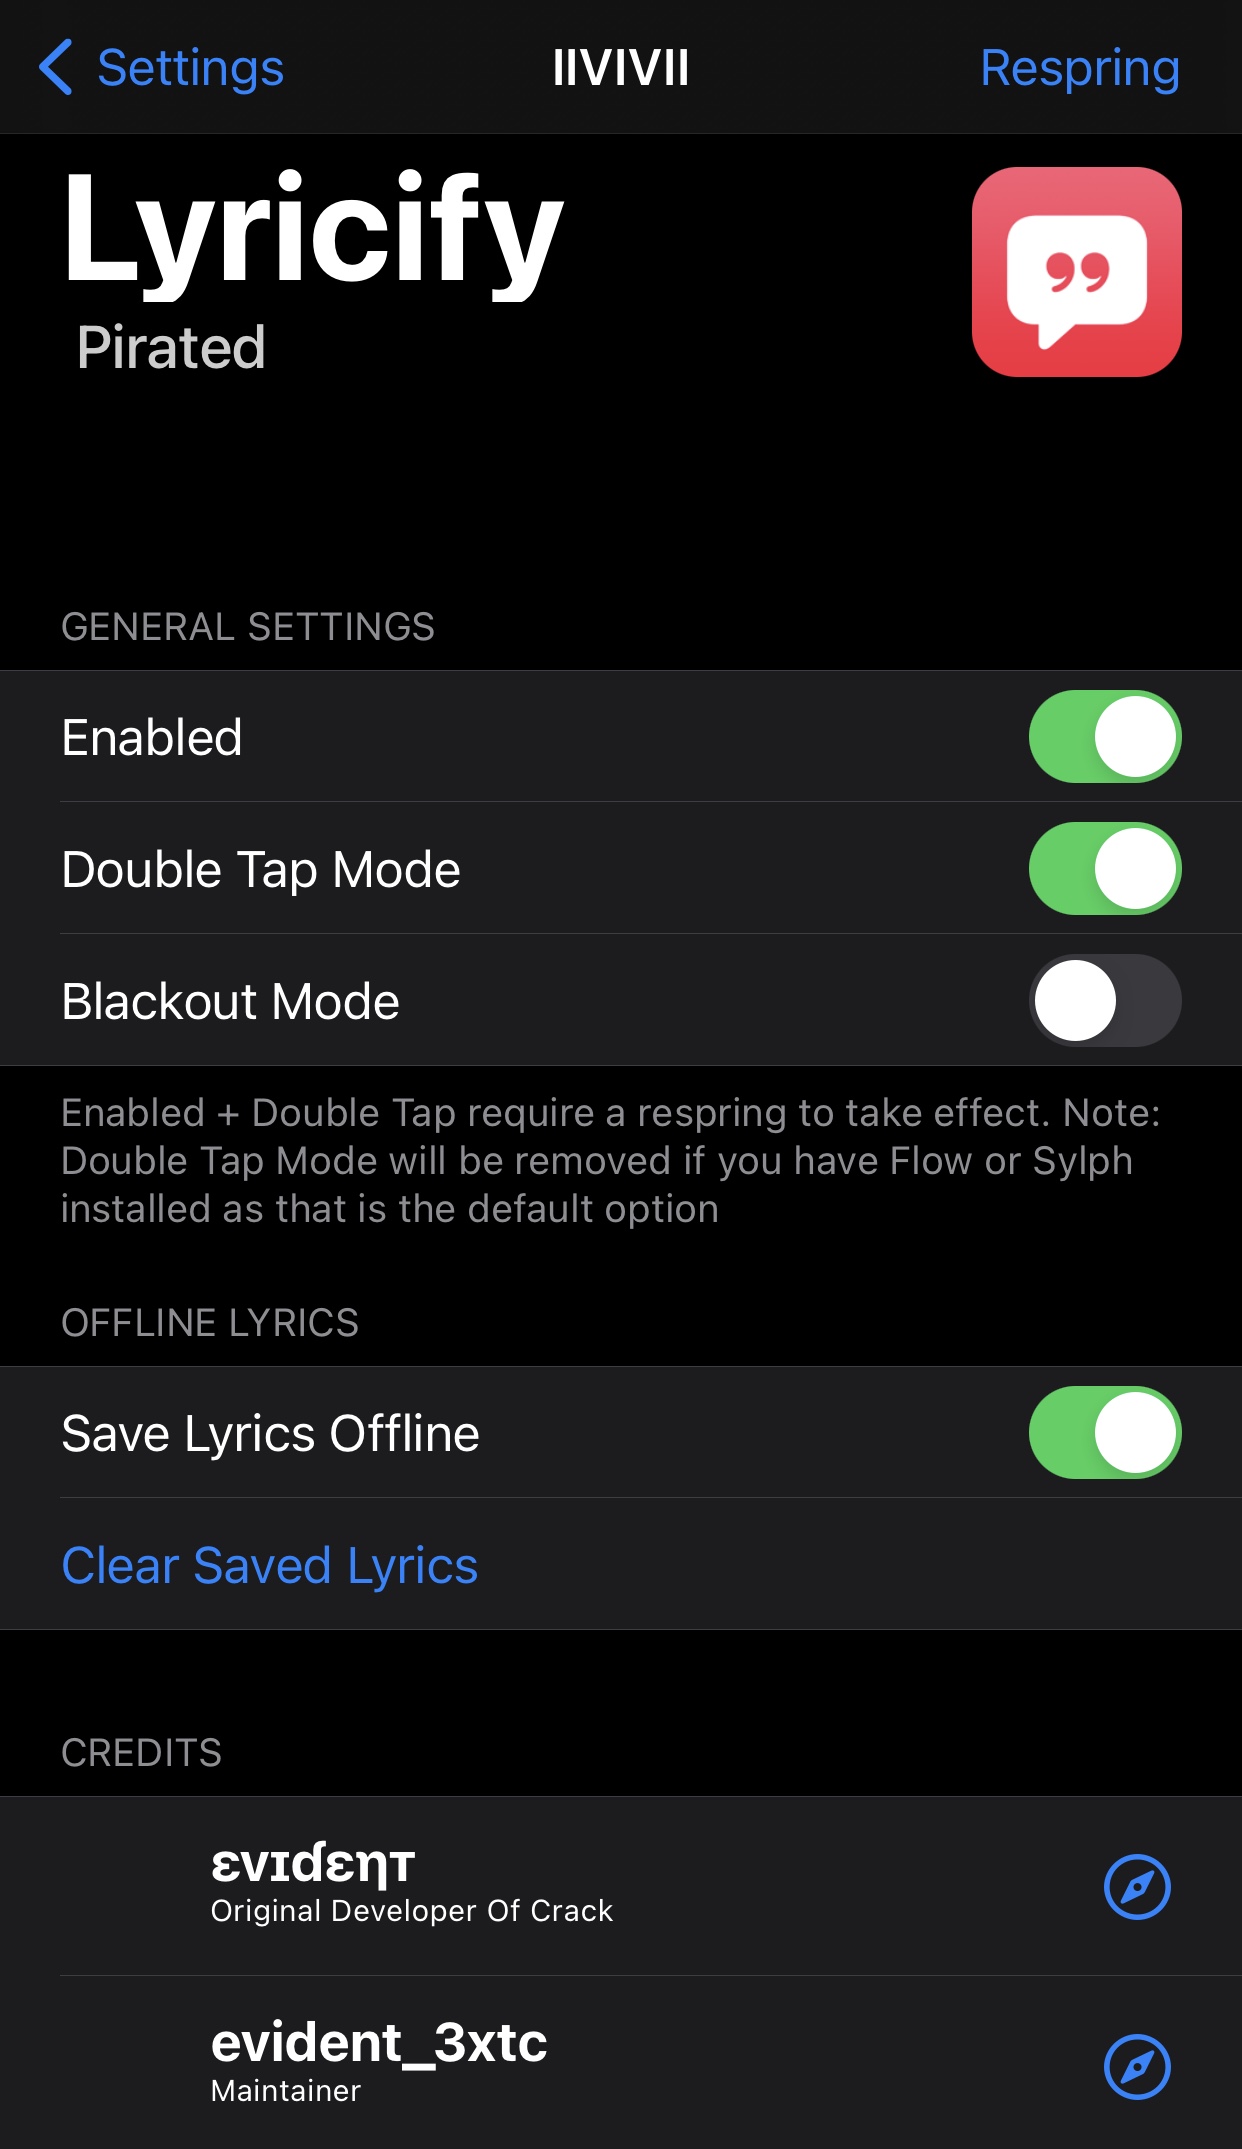 Settings
IIVIVII
Respring
Lyricify
Pirated
GENERAL SETTINGS
Enabled
Double Tap Mode
Blackout Mode
Enabled + Double Tap require a respring to take effect. Note:
Double Tap Mode will be removed if you have Flow or Sylph
installed as that is the default option
OFFLINE LYRICS
Save Lyrics Offline
Clear Saved Lyrics
CREDITS
εvɪɗεητ
Original Developer Of Crack
evident_3xtc
Maintainer